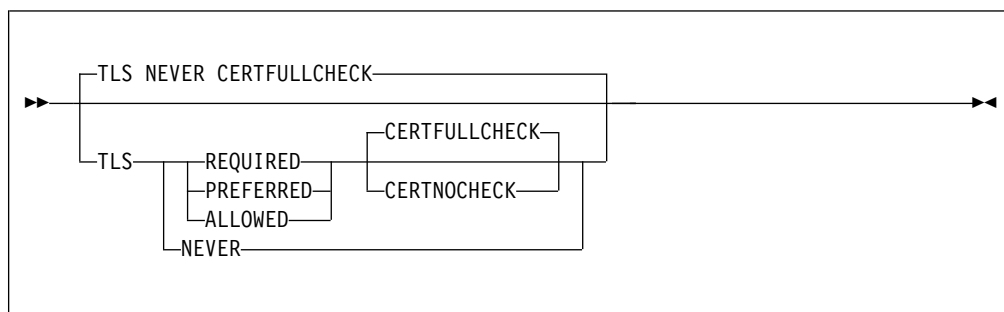 TLS NEVER CERTFULLCHECK
CERTFULLCHECK
TLS REQUIRED
PREFERRED CERTNOCHECK
ALLOWED
NEVER